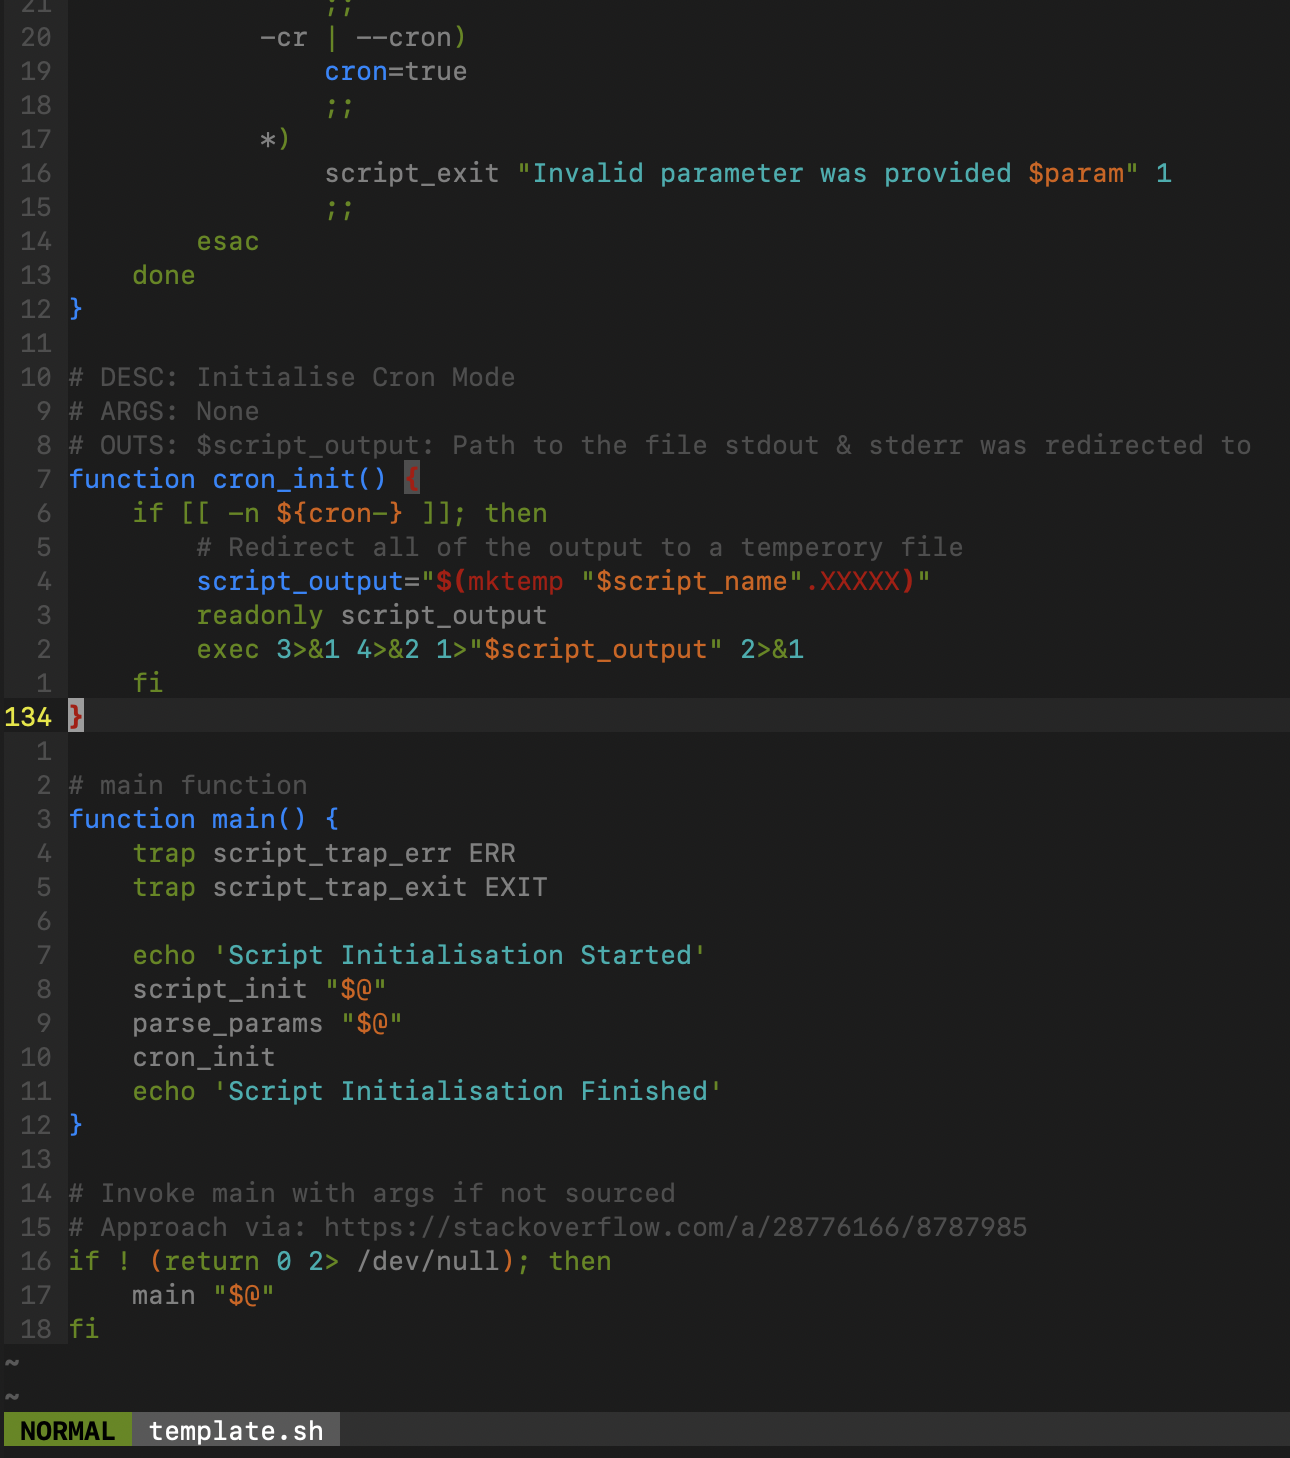 21                 ;;
20             -cr | --cron)
19                 cron=true
18                 ;;
17             *)
16                 script_exit "Invalid parameter was provided $param" 1
15                 ;;
14         esac
13     done
12 }
11
10 # DESC: Initialise Cron Mode
9 # ARGS: None
8 # OUTS: $script_output: Path to the file stdout & stderr was redirected to
7 function cron_init() {
6     if [[ -n ${cron-} ]]; then
5         # Redirect all of the output to a temperory file
4         script_output="$(mktemp "$script_name".XXXXX)"
3         readonly script_output
2         exec 3>&1 4>&2 1>"$script_output" 2>&1
1     fi
134 }
1
2 # main function
3 function main() {
4     trap script_trap_err ERR
5     trap script_trap_exit EXIT
6
7     echo 'Script Initialisation Started'
8     script_init "$@"
9     parse_params "$@"
10     cron_init
11     echo 'Script Initialisation Finished'
12 }
13
14 # Invoke main with args if not sourced
15 # Approach via: https://stackoverflow.com/a/28776166/8787985
16 if ! (return 0 2> /dev/null); then
17     main "$@"
18 fi
~
~
NORMAL template.sh